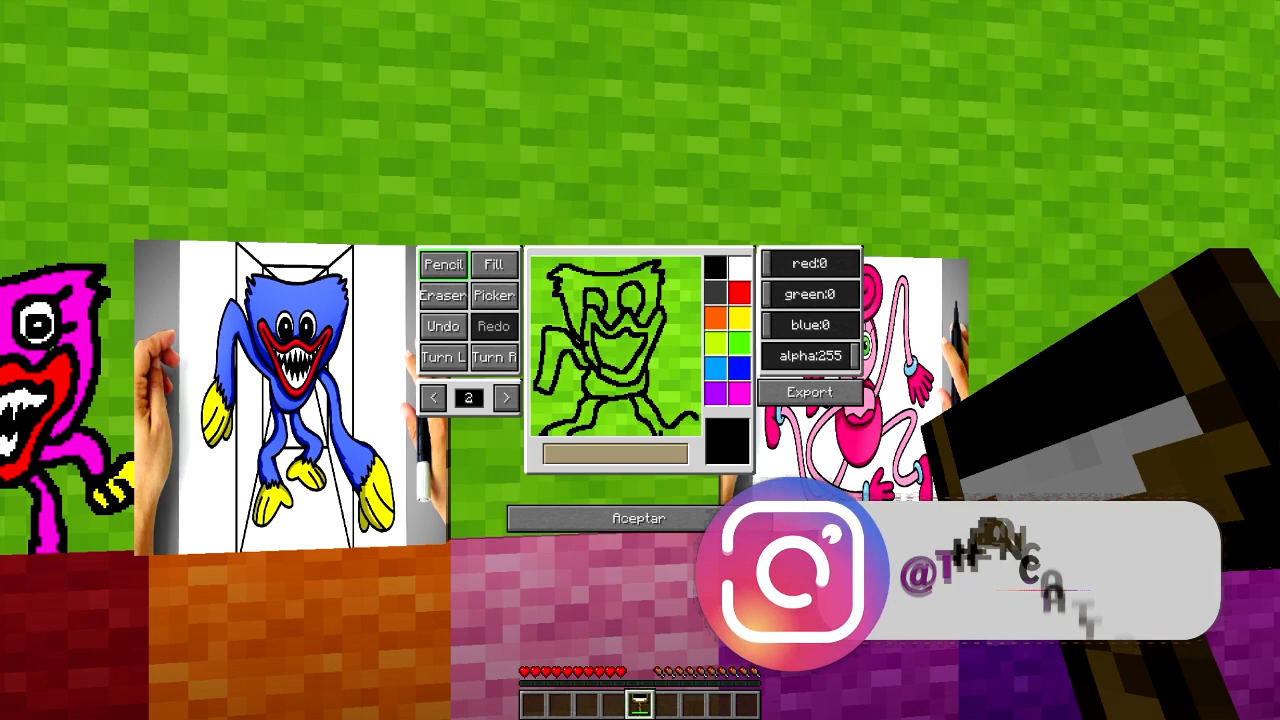 Pencil Fill
Eraser Picker
Undo Redo
Turn L Turn R
< 2 >
red:0
green:0
blue:0
alpha:255
Export
Aceptar